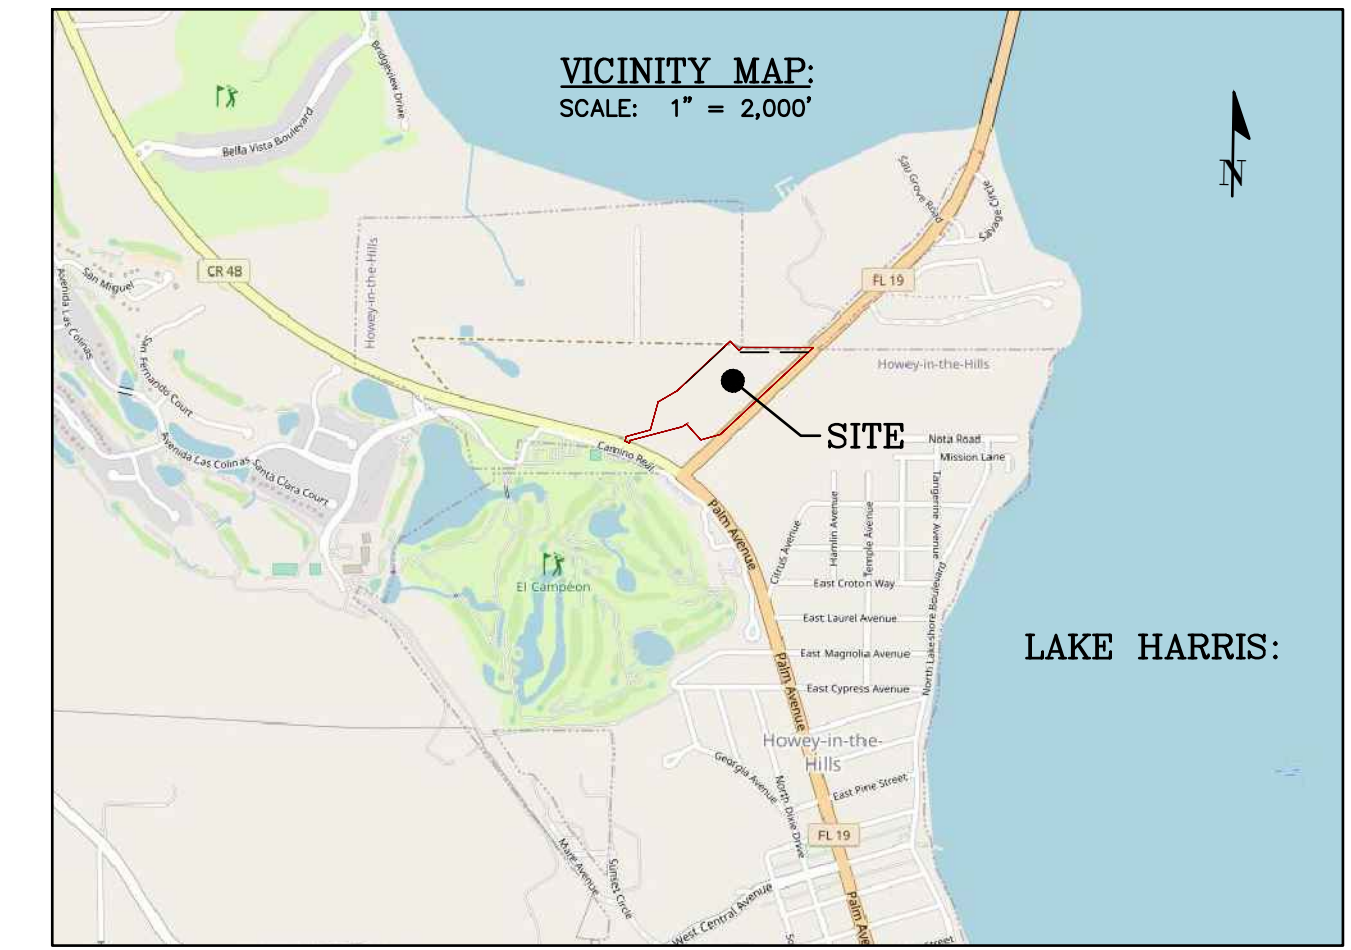 VICINITY MAP:
SCALE: 1" = 2,000'
N
Bridgeview Drive
Bella Vista Boulevard
Sail Grove Road
Savage Circle
CR 48
FL 19
Howey-in-the-Hills
San Miguel
Avenida Las Colinas
San Fernando Court
Howey-in-the-Hills
SITE
Camino Real
Nota Road
Mission Lane
Avenida Las Colinas
Santa Clara Court
Palm Avenue
Citrus Avenue
Hamlin Avenue
Temple Avenue
Tangerine Avenue
El Campéon
East Croton Way
East Laurel Avenue
North Lakeshore Boulevard
LAKE HARRIS:
East Magnolia Avenue
Palm Avenue
East Cypress Avenue
Howey-in-the-
Hills
Georgia Avenue
North Dixie Drive
East Pine Street
FL 19
Mare Avenue
Sunset Circle
West Central Avenue
Palm Ave
Street